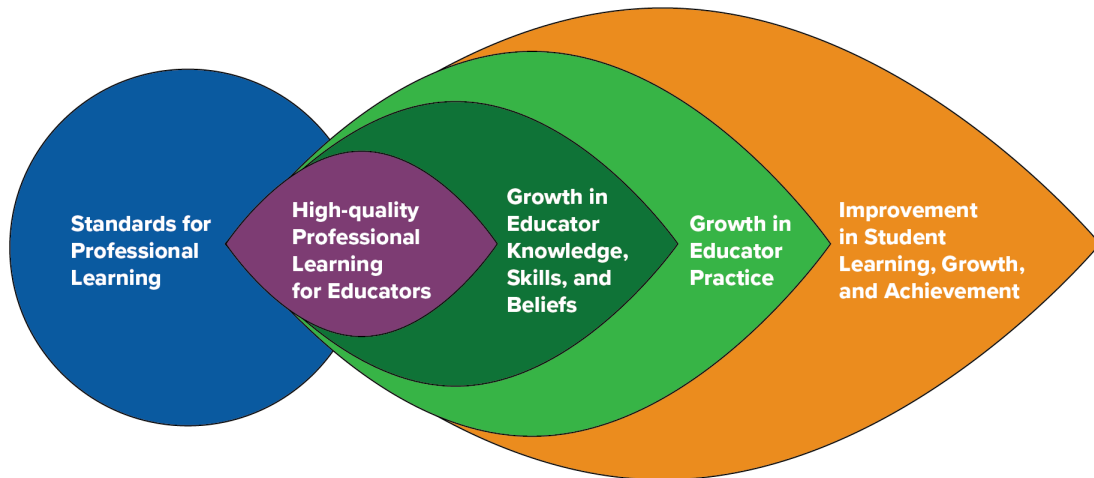 Standards for
Professional
Learning
High-quality
Professional
Learning
for Educators
Growth in
Educator
Knowledge,
Skills, and
Beliefs
Growth in
Educator
Practice
Improvement
in Student
Learning, Growth,
and Achievement